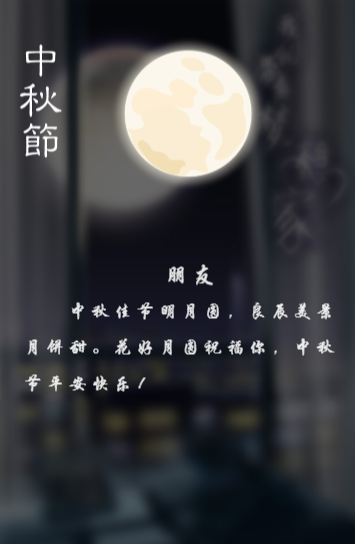 中秋節
朋友
中秋佳节明月圆，良辰美景
月饼甜。花好月圆祝福你，中秋
节平安快乐！